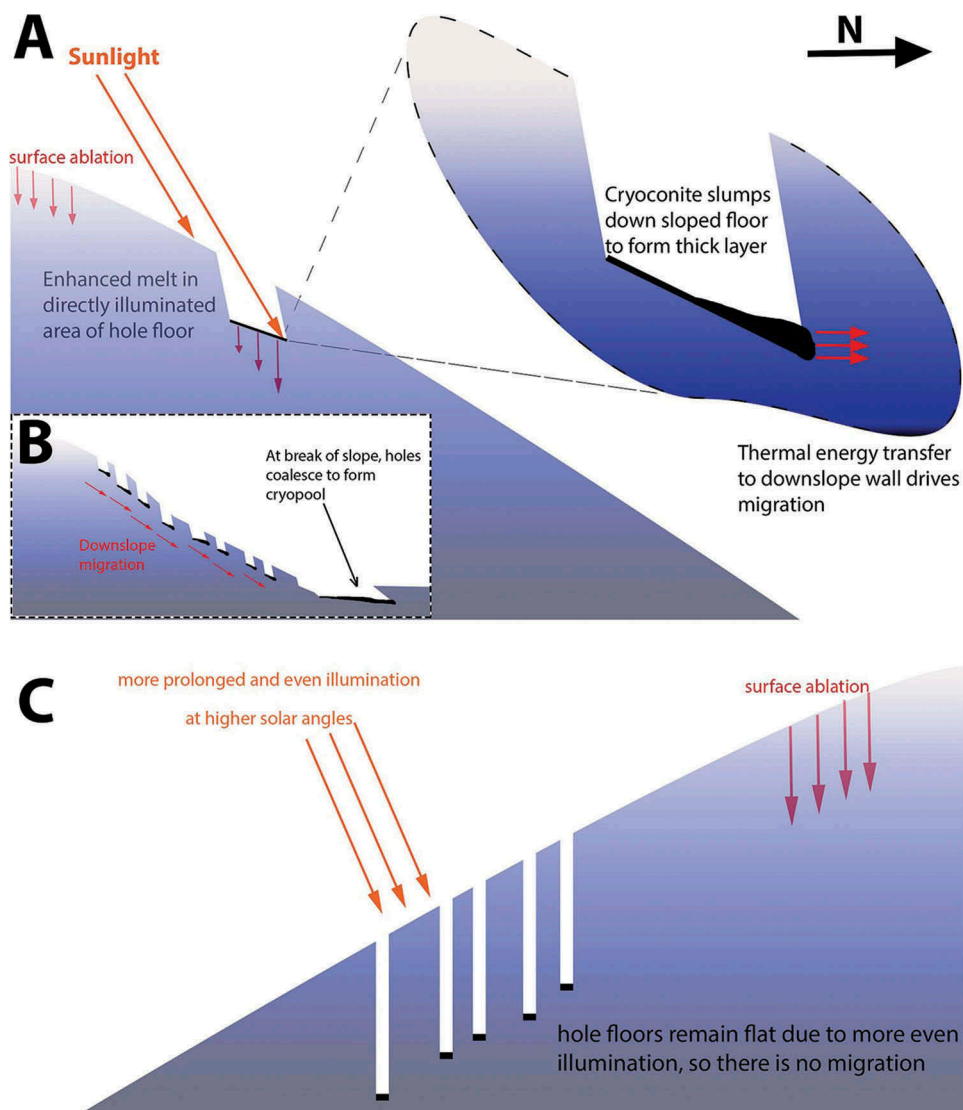 A
Sunlight
N
surface ablation
Cryoconite slumps
down sloped floor
to form thick layer
Enhanced melt in
directly illuminated
area of hole floor
Thermal energy transfer
to downslope wall drives
migration
B
At break of slope, holes
coalesce to form
cryopool
Downslope
migration
C
more prolonged and even illumination
at higher solar angles
surface ablation
hole floors remain flat due to more even
illumination, so there is no migration